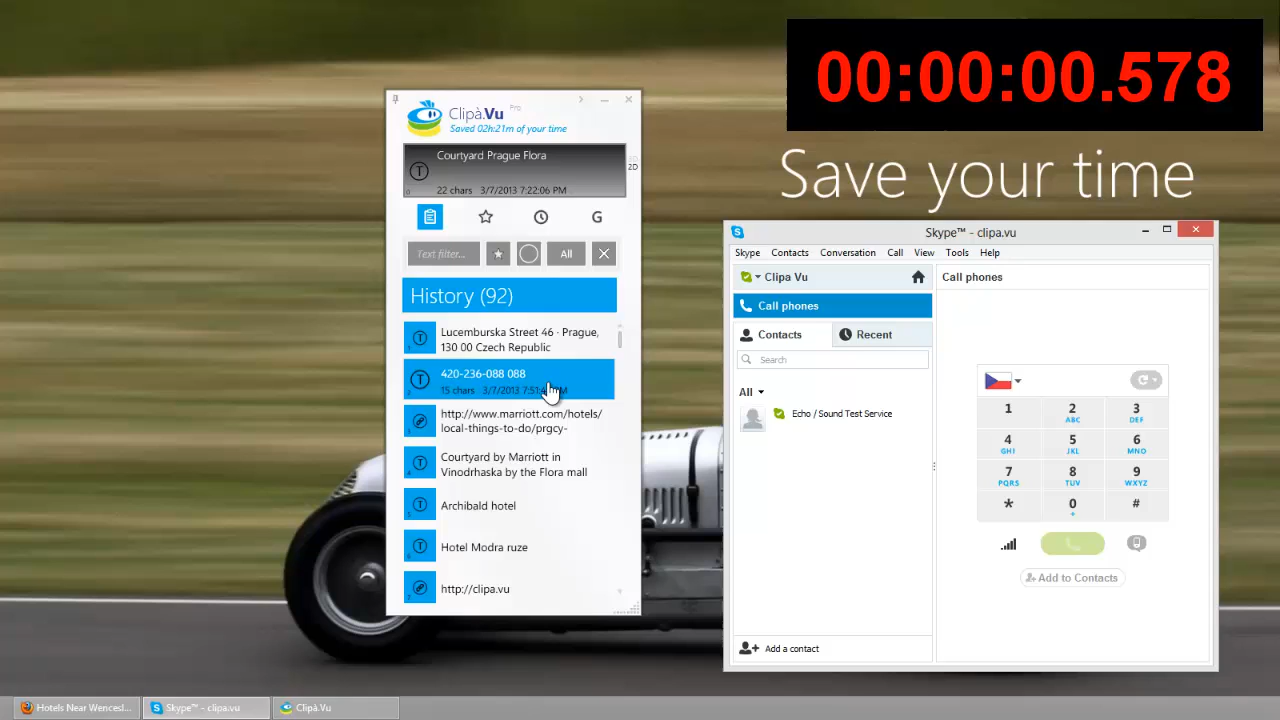 00:00:00.578
Save your time
Clipà.Vu Pro
Saved 02h:21m of your time
Courtyard Prague Flora
22 chars 3/7/2013 7:22:06 PM
2D
G
Text filter...
All
History (92)
Lucemburska Street 46 · Prague,
130 00 Czech Republic
420-236-088 088
15 chars 3/7/2013
http://www.marriott.com/hotels/
local-things-to-do/prgcy-
Courtyard by Marriott in
Vinodrhaska by the Flora mall
Archibald hotel
Hotel Modra ruze
http://clipa.vu
Skype™ - clipa.vu
Skype Contacts Conversation Call View Tools Help
Clipa Vu
Call phones
Contacts
Recent
Search
All
Echo / Sound Test Service
Add a contact
Call phones
1 2 3
ABC DEF
4 5 6
GHI JKL MNO
7 8 9
PQRS TUV WXYZ
* 0 #
+
Add to Contacts
Hotels Near Wencesl...
Skype™ - clipa.vu
Clipà.Vu